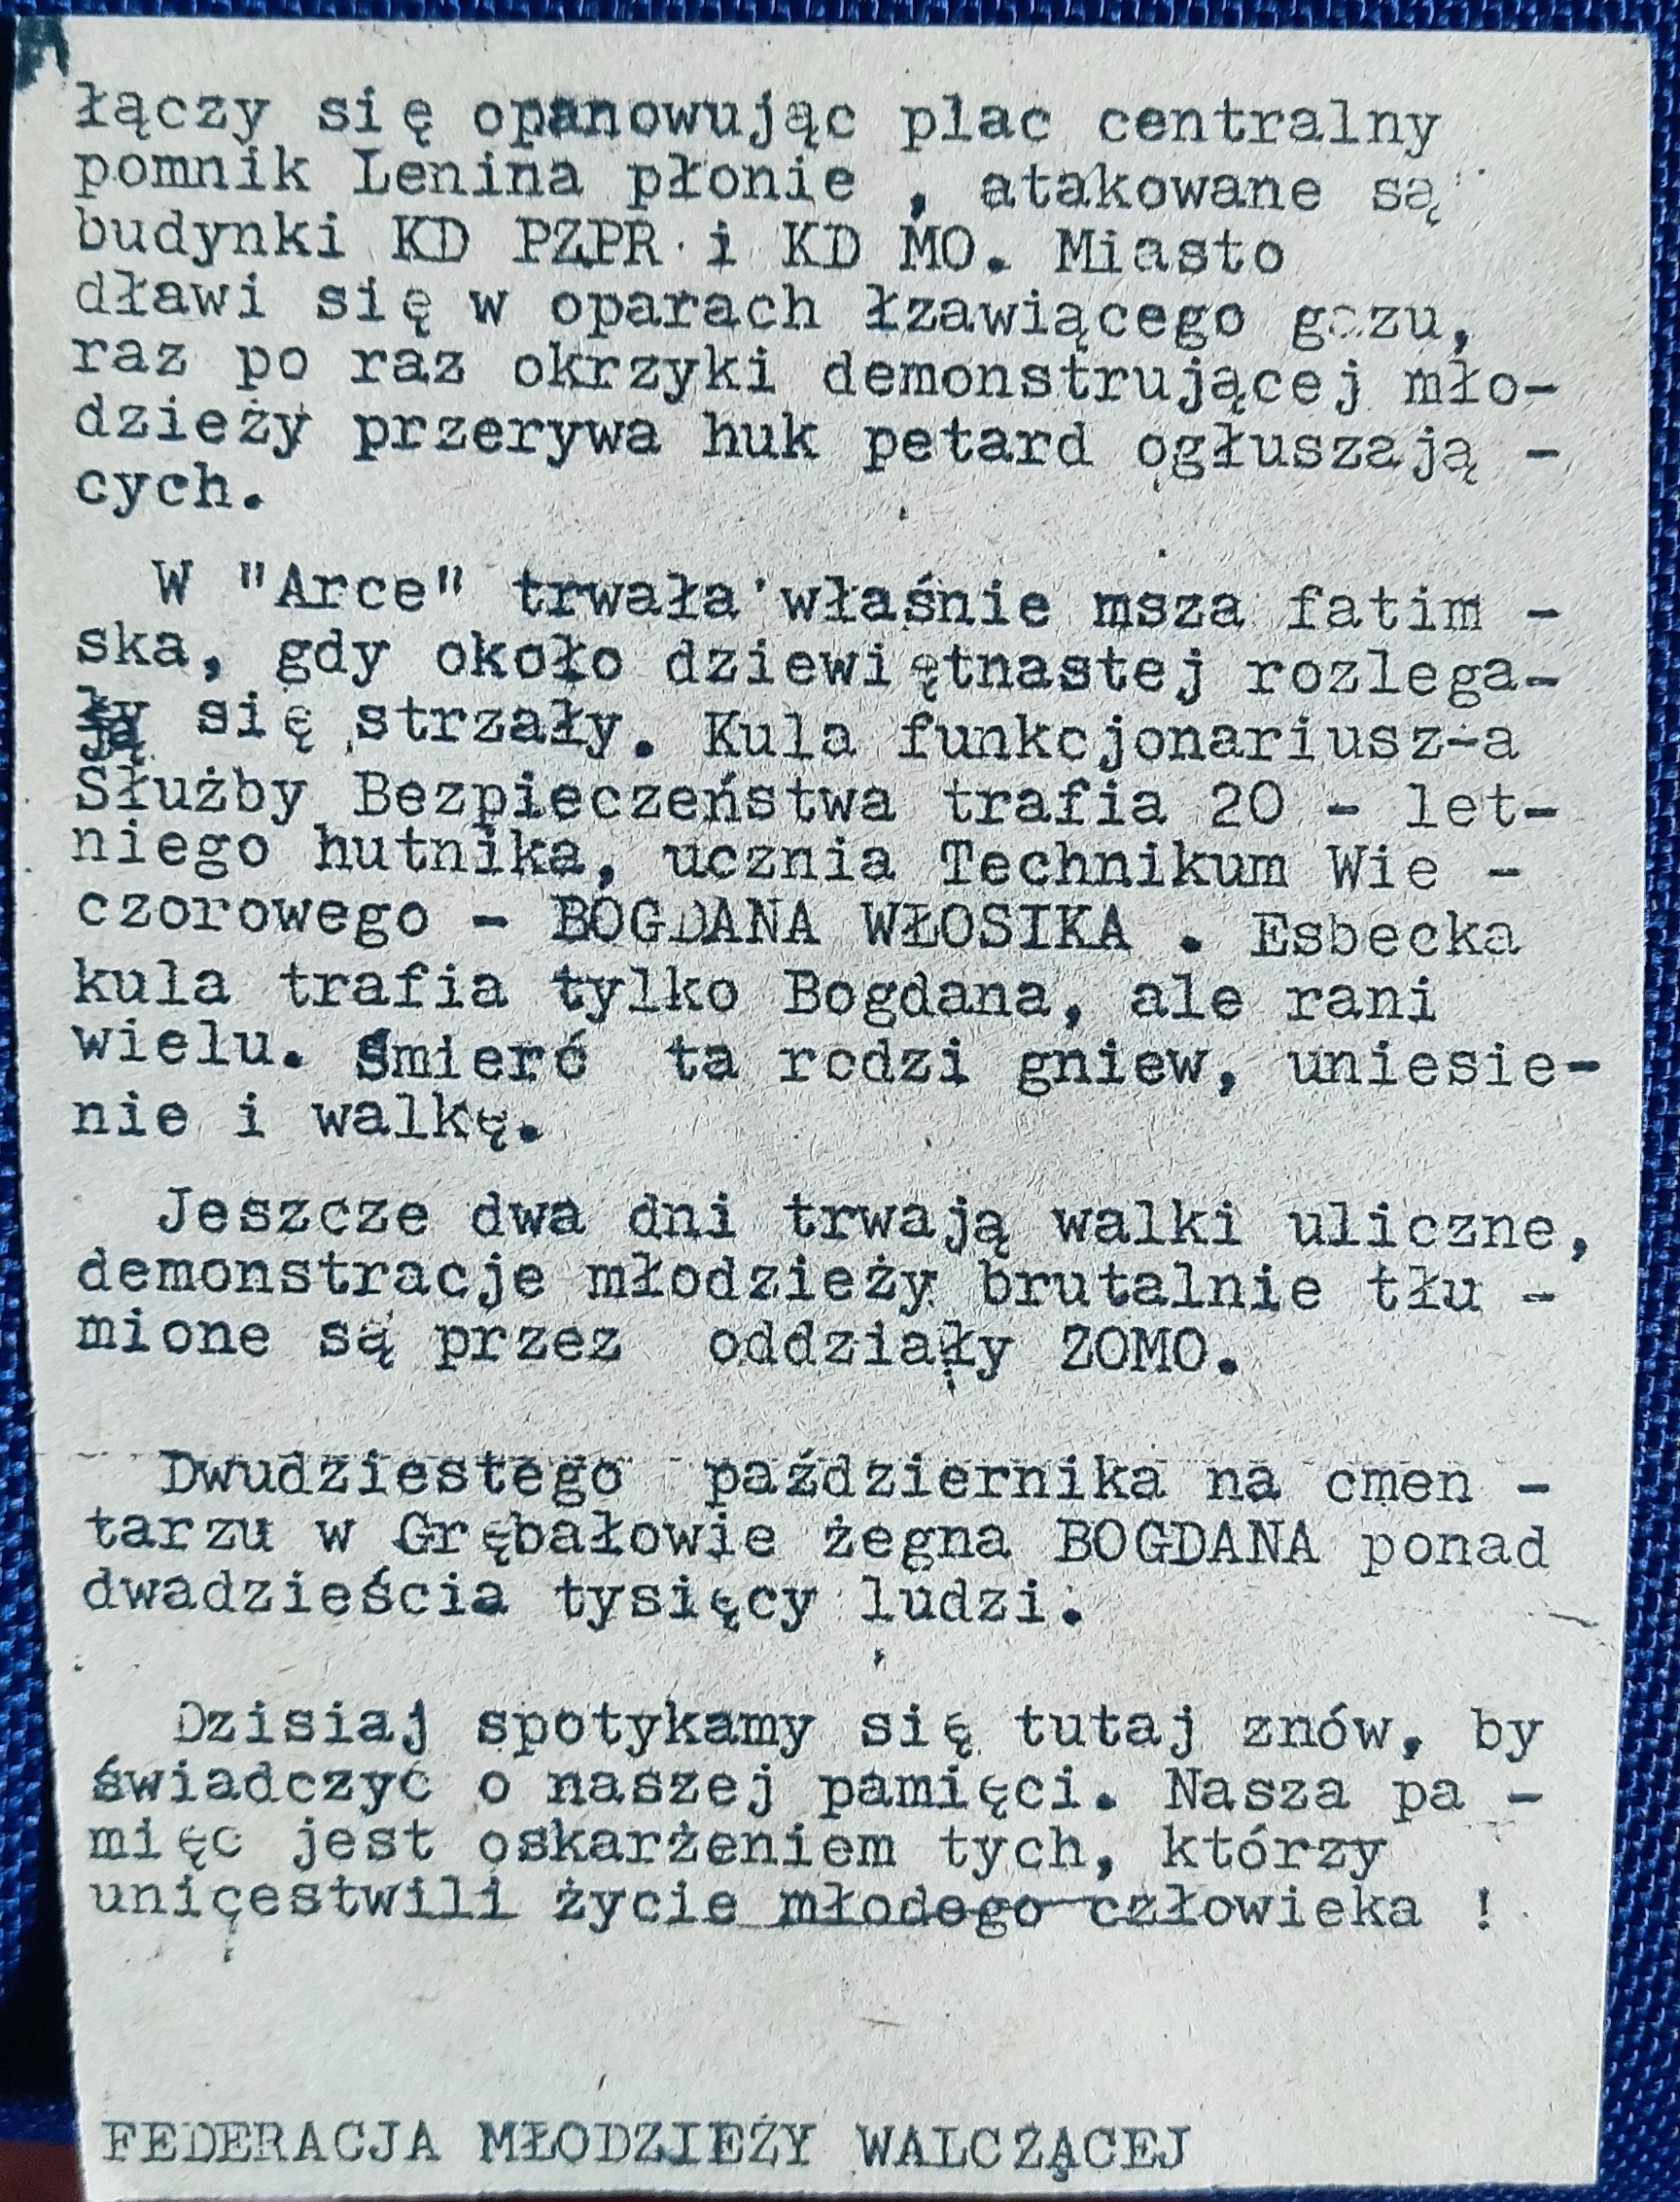 łączy się opanowując plac centralny
pomnik Lenina płonie , atakowane są
budynki KD PZPR i KD MO. Miasto
dławi się w oparach łzawiącego gazu,
raz po raz okrzyki demonstrującej mło-
dzieży przerywa huk petard ogłuszają -
cych.
W "Arce" trwała właśnie msza fatim -
ska, gdy około dziewiętnastej rozlega-
ły się strzały. Kula funkcjonariusz-a
Służby Bezpieczeństwa trafia 20 - let-
niego hutnika, ucznia Technikum Wie -
czorowego - BOGDANA WŁOSIKA . Esbecka
kula trafia tylko Bogdana, ale rani
wielu. Śmierć ta rodzi gniew, uniesie-
nie i walkę.
Jeszcze dwa dni trwają walki uliczne,
demonstracje młodzieży brutalnie tłu -
mione są przez oddziały ZOMO.
Dwudziestego października na cmen -
tarzu w Grębałowie żegna BOGDANA ponad
dwadzieścia tysięcy ludzi.
Dzisiaj spotykamy się tutaj znów, by
świadczyć o naszej pamięci. Nasza pa -
mięc jest oskarżeniem tych, którzy
unicestwili życie młodego człowieka !
FEDERACJA MŁODZIEŻY WALCZĄCEJ